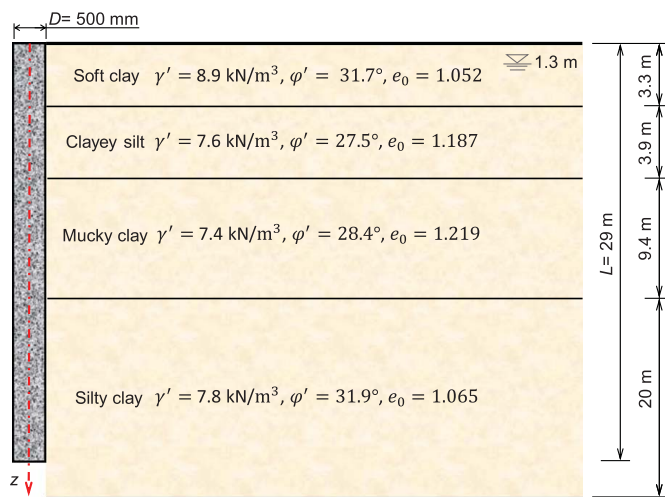 D= 500 mm
1.3 m
Soft clay γ′ = 8.9 kN/m³, φ′ = 31.7°, e₀ = 1.052
3.3 m
Clayey silt γ′ = 7.6 kN/m³, φ′ = 27.5°, e₀ = 1.187
3.9 m
Mucky clay γ′ = 7.4 kN/m³, φ′ = 28.4°, e₀ = 1.219
9.4 m
L= 29 m
Silty clay γ′ = 7.8 kN/m³, φ′ = 31.9°, e₀ = 1.065
20 m
z